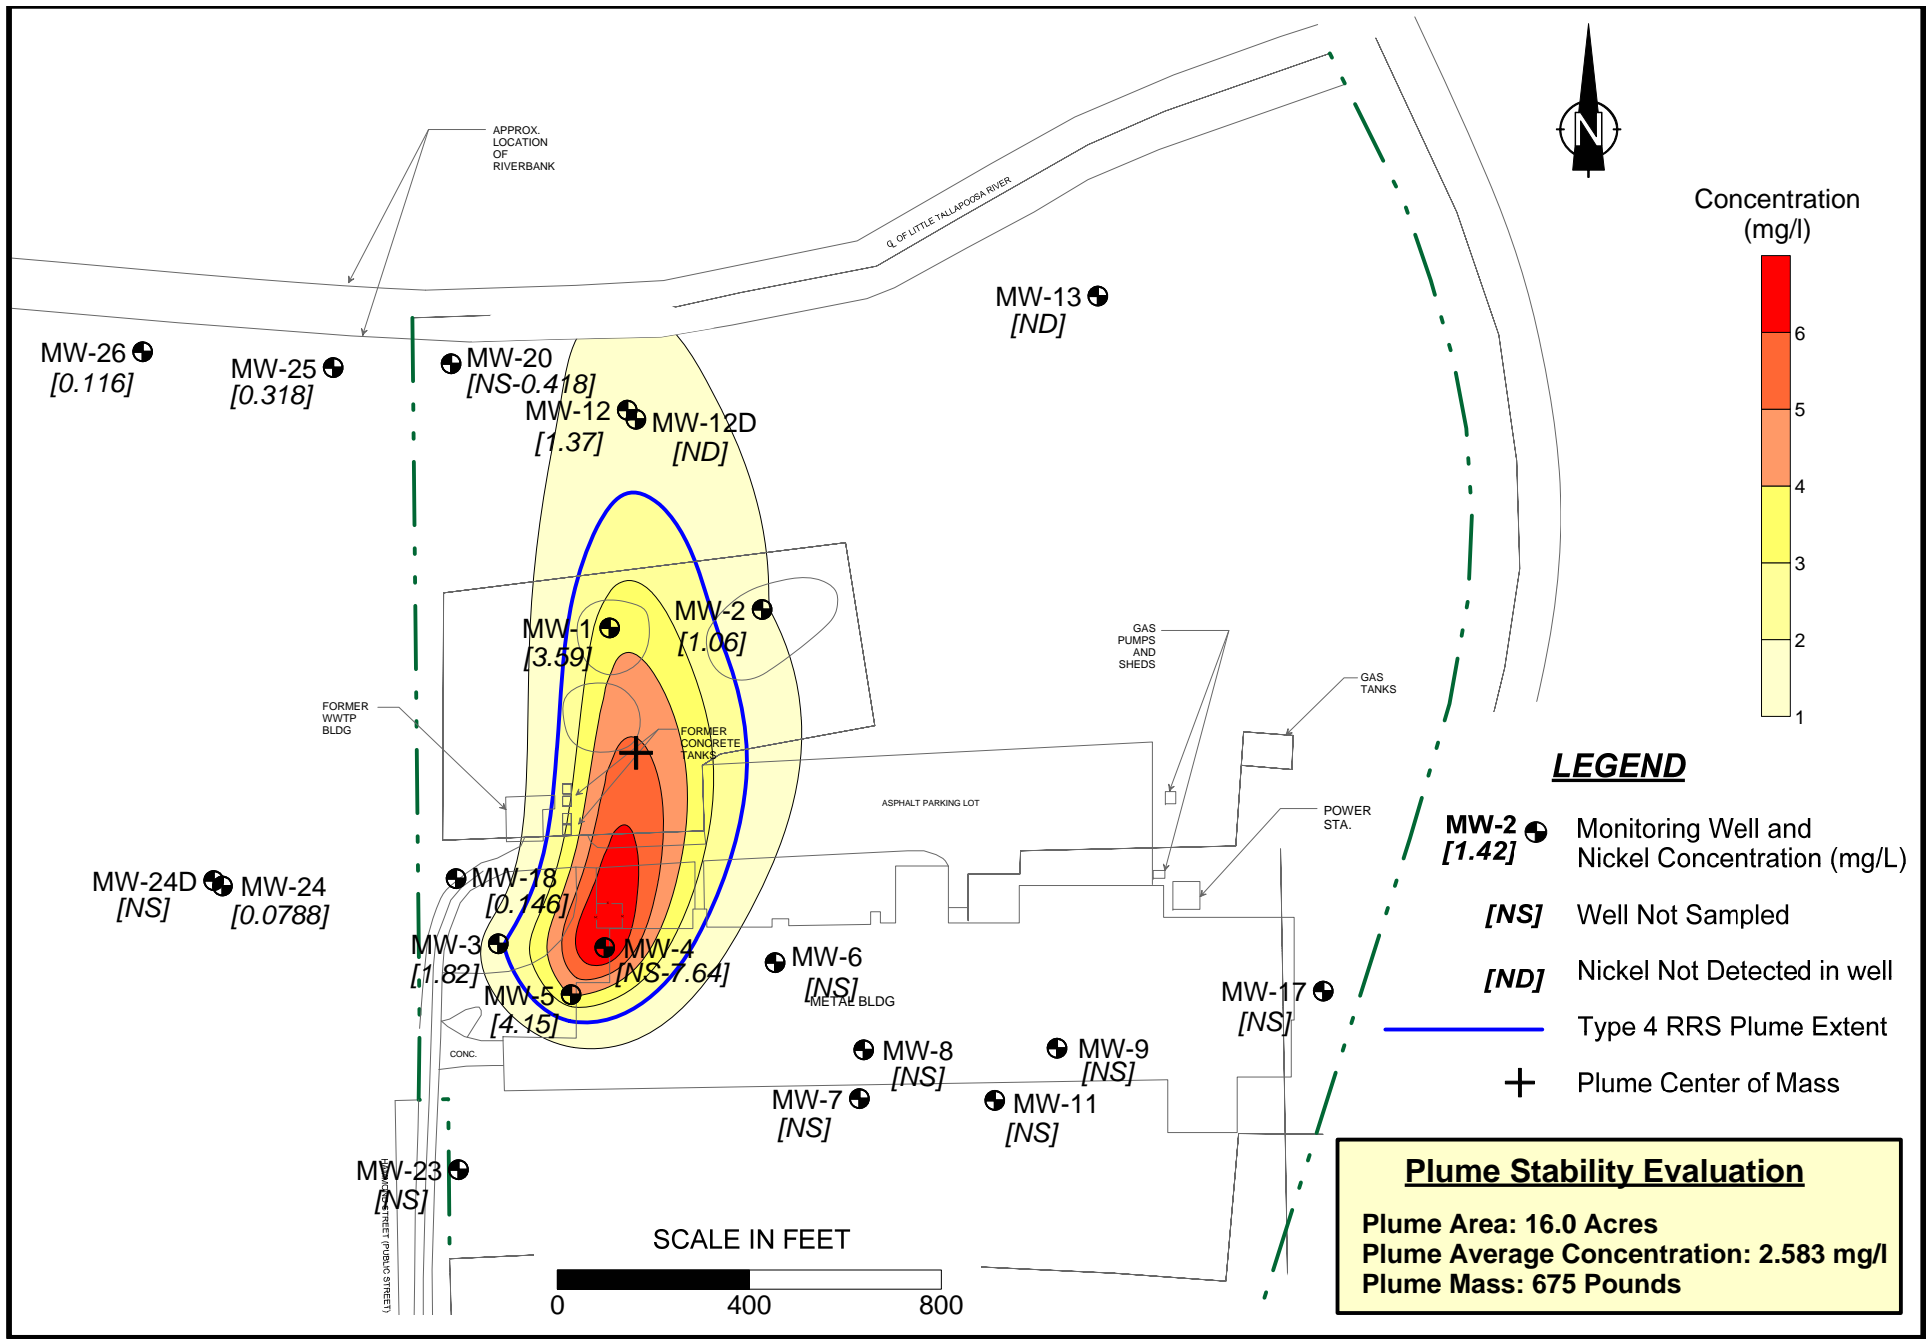 APPROX.
LOCATION
OF
RIVERBANK
℄ OF LITTLE TALLAPOOSA RIVER
N
Concentration
(mg/l)
6
5
4
3
2
1
MW-13
[ND]
MW-26
[0.116]
MW-25
[0.318]
MW-20
[NS-0.418]
MW-12
[1.37]
MW-12D
[ND]
MW-1
[3.59]
MW-2
[1.06]
GAS
PUMPS
AND
SHEDS
GAS
TANKS
FORMER
WWTP
BLDG
FORMER
CONCRETE
TANKS
ASPHALT PARKING LOT
POWER
STA.
MW-24D
[NS]
MW-24
[0.0788]
MW-18
[0.146]
MW-3
[1.82]
MW-4
[NS-7.64]
MW-5
[4.15]
MW-6
[NS]
METAL BLDG
MW-17
[NS]
CONC.
MW-8
[NS]
MW-9
[NS]
MW-7
[NS]
MW-11
[NS]
MW-23
[NS]
HAMMOND STREET (PUBLIC STREET)
SCALE IN FEET
0
400
800
LEGEND
MW-2
[1.42]
Monitoring Well and
Nickel Concentration (mg/L)
[NS]
Well Not Sampled
[ND]
Nickel Not Detected in well
Type 4 RRS Plume Extent
Plume Center of Mass
Plume Stability Evaluation
Plume Area: 16.0 Acres
Plume Average Concentration: 2.583 mg/l
Plume Mass: 675 Pounds